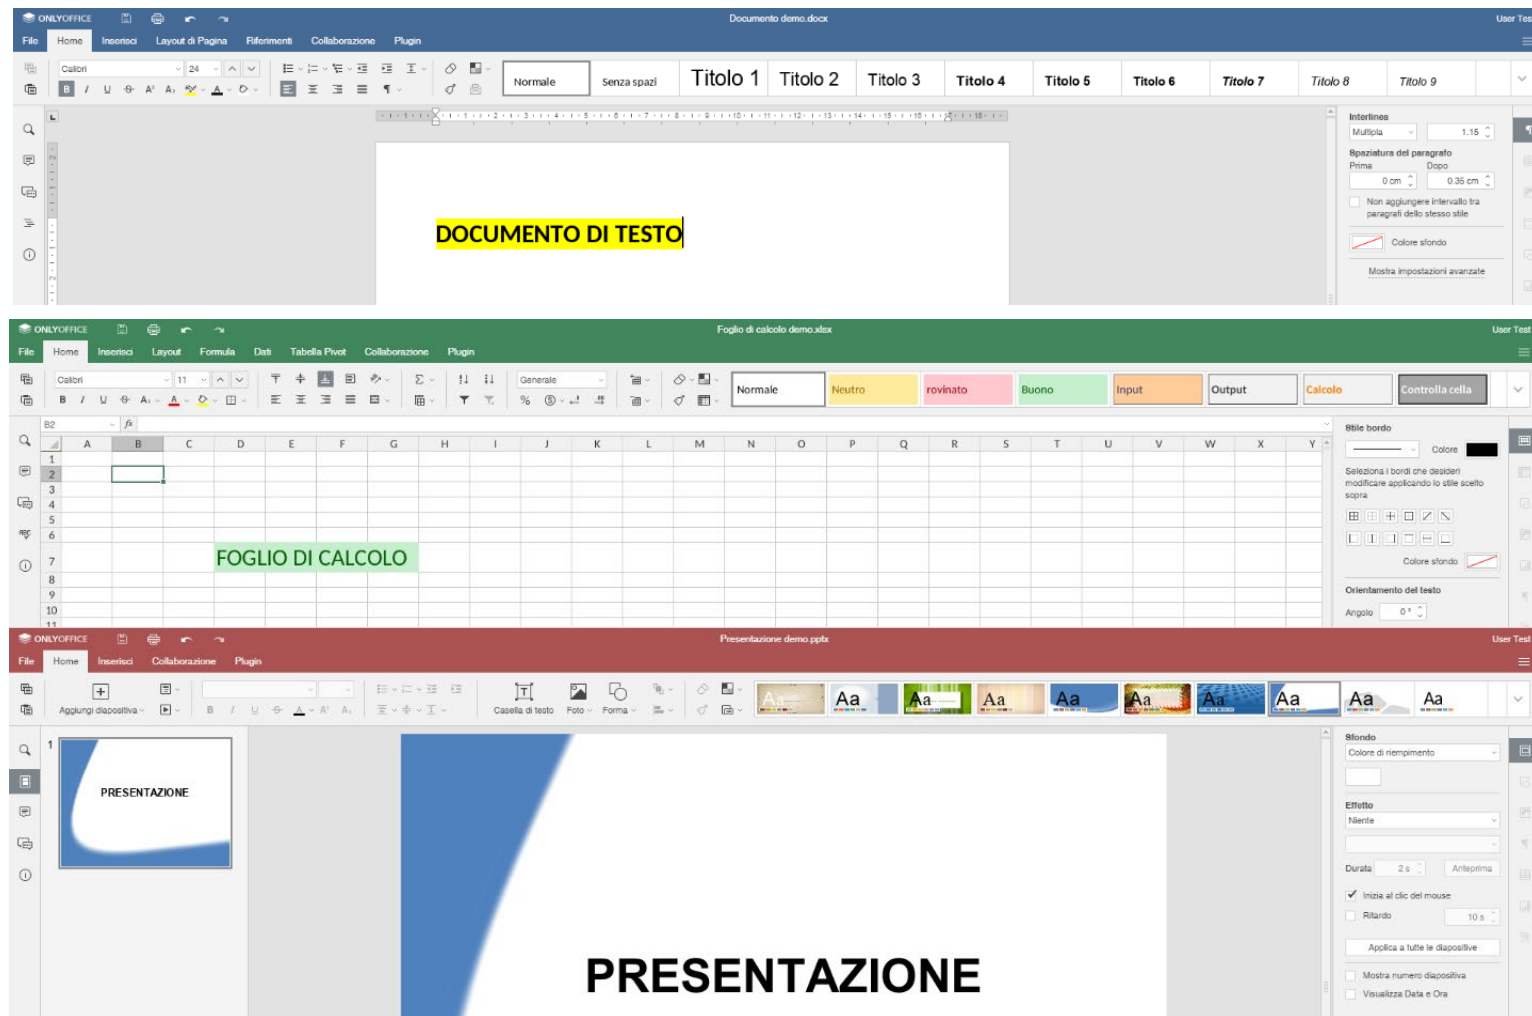 ONLYOFFICE Documento demo.docx User Tes
File Home Inserisci Layout di Pagina Riferimenti Collaborazione Plugin
Calibri 24
Normale Senza spazi Titolo 1 Titolo 2 Titolo 3 Titolo 4 Titolo 5 Titolo 6 Titolo 7 Titolo 8 Titolo 9
Interlinea
Multipla 1.15
Spaziatura del paragrafo
Prima Dopo
0 cm 0.35 cm
Non aggiungere intervallo tra
paragrafi dello stesso stile
Colore sfondo
Mostra impostazioni avanzate
DOCUMENTO DI TESTO
ONLYOFFICE Foglio di calcolo demo.xlsx User Test
File Home Inserisci Layout Formula Dati Tabella Pivot Collaborazione Plugin
Calibri 11 Generale
Normale Neutro rovinato Buono Input Output Calcolo Controlla cella
B2 fx
A B C D E F G H I J K L M N O P Q R S T U V W X Y
1
2
3
4
5
6
7 FOGLIO DI CALCOLO
8
9
10
11
Stile bordo
Colore
Seleziona i bordi che desideri
modificare applicando lo stile scelto
sopra
Colore sfondo
Orientamento del testo
Angolo 0 °
ONLYOFFICE Presentazione demo.pptx User Test
File Home Inserisci Collaborazione Plugin
Aggiungi diapositiva Casella di testo Foto Forma
Aa Aa Aa Aa Aa Aa Aa Aa Aa Aa
1
PRESENTAZIONE
PRESENTAZIONE
Sfondo
Colore di riempimento
Effetto
Niente
Durata 2 s Anteprima
Inizia al clic del mouse
Ritardo 10 s
Applica a tutte le diapositive
Mostra numero diapositiva
Visualizza Data e Ora